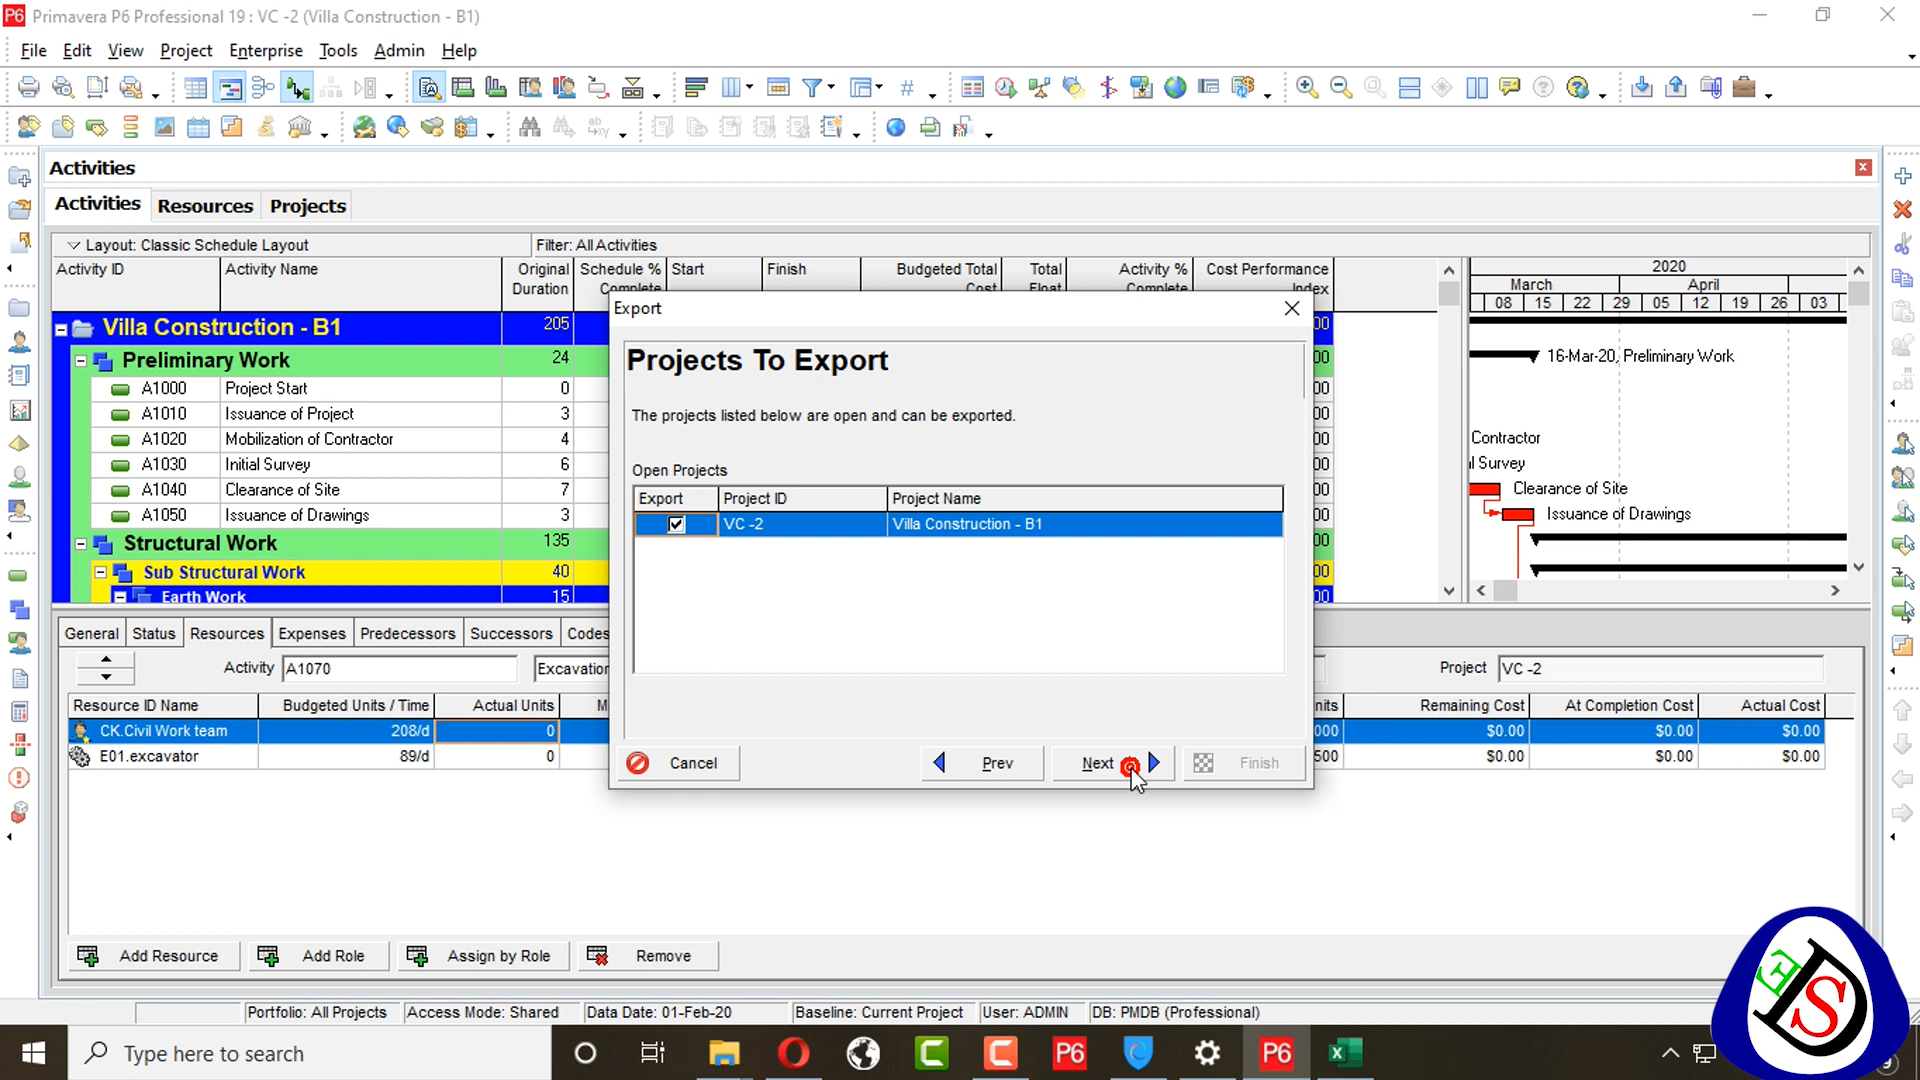 P6 Primavera P6 Professional 19 : VC -2 (Villa Construction - B1)
File Edit View Project Enterprise Tools Admin Help
Activities
Activities Resources Projects
Layout: Classic Schedule Layout Filter: All Activities
Activity ID Activity Name Original Duration Schedule % Complete Start Finish Budgeted Total Cost Total Float Activity % Complete Cost Performance Index
2020
March April
08 15 22 29 05 12 19 26 03
Villa Construction - B1 205
Preliminary Work 24
A1000 Project Start 0
A1010 Issuance of Project 3
A1020 Mobilization of Contractor 4
A1030 Initial Survey 6
A1040 Clearance of Site 7
A1050 Issuance of Drawings 3
Structural Work 135
Sub Structural Work 40
Earth Work 15
16-Mar-20, Preliminary Work
Contractor
l Survey
Clearance of Site
Issuance of Drawings
Export
Projects To Export
The projects listed below are open and can be exported.
Open Projects
Export Project ID Project Name
VC -2 Villa Construction - B1
Cancel Prev Next Finish
General Status Resources Expenses Predecessors Successors Codes
Activity A1070 Excavation Project VC -2
Resource ID Name Budgeted Units / Time Actual Units M nits Remaining Cost At Completion Cost Actual Cost
CK.Civil Work team 208/d 0 000 $0.00 $0.00 $0.00
E01.excavator 89/d 0 500 $0.00 $0.00 $0.00
Add Resource Add Role Assign by Role Remove
Portfolio: All Projects Access Mode: Shared Data Date: 01-Feb-20 Baseline: Current Project User: ADMIN DB: PMDB (Professional)
Type here to search
P6 P6
E S